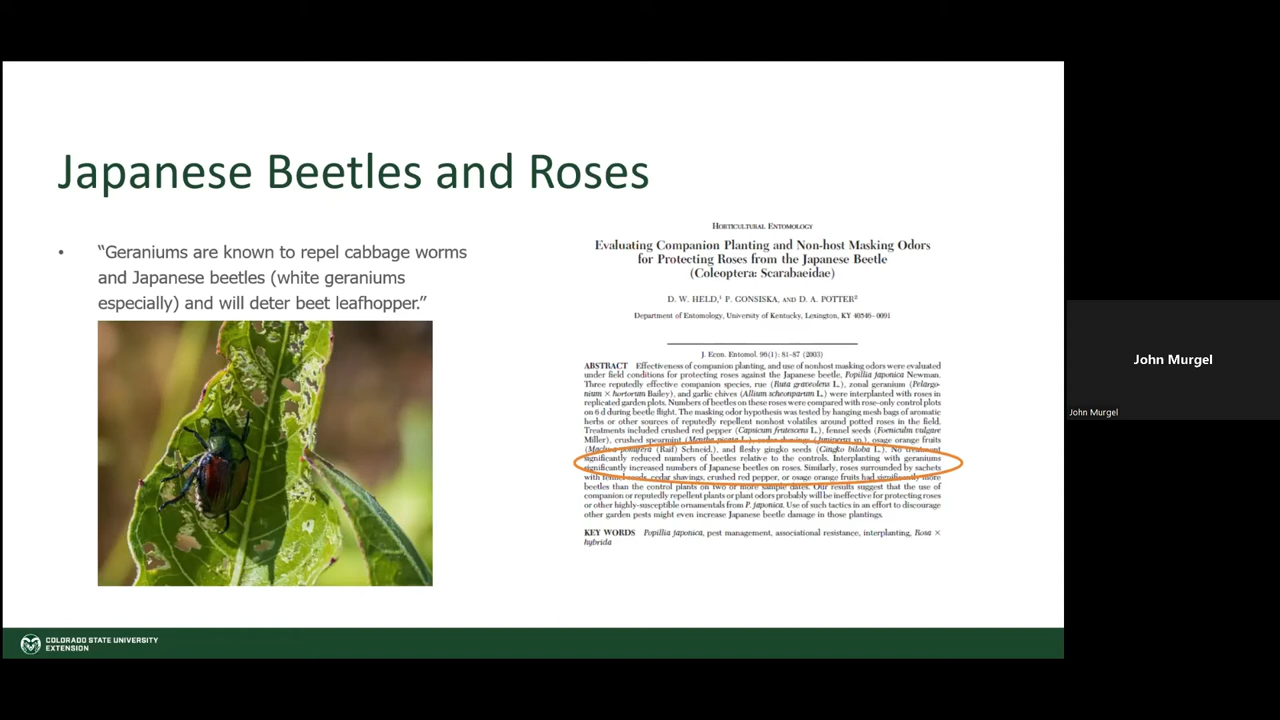 Japanese Beetles and Roses
• “Geraniums are known to repel cabbage worms
and Japanese beetles (white geraniums
especially) and will deter beet leafhopper.”
HORTICULTURAL ENTOMOLOGY
Evaluating Companion Planting and Non-host Masking Odors
for Protecting Roses from the Japanese Beetle
(Coleoptera: Scarabaeidae)
D. W. HELD,¹ P. GONSISKA, AND D. A. POTTER²
Department of Entomology, University of Kentucky, Lexington, KY 40546–0091
J. Econ. Entomol. 96(1): 81–87 (2003)
ABSTRACT Effectiveness of companion planting, and use of nonhost masking odors were evaluated
under field conditions for protecting roses against the Japanese beetle, Popillia japonica Newman.
Three reputedly effective companion species, rue (Ruta graveolens L.), zonal geranium (Pelargo-
nium × hortorum Bailey), and garlic chives (Allium scheonparum L.) were interplanted with roses in
replicated garden plots. Numbers of beetles on these roses were compared with rose-only control plots
on 6 d during beetle flight. The masking odor hypothesis was tested by hanging mesh bags of aromatic
herbs or other sources of reputedly repellent nonhost volatiles around potted roses in the field.
Treatments included crushed red pepper (Capsicum frutescens L.), fennel seeds (Foeniculum vulgare
Miller), crushed spearmint (Mentha picata L.), cedar shavings (Juniperus sp.), osage orange fruits
(Maclura pomifera (Raif) Schneid.), and fleshy gingko seeds (Gingko biloba L.). No treatment
significantly reduced numbers of beetles relative to the controls. Interplanting with geraniums
significantly increased numbers of Japanese beetles on roses. Similarly, roses surrounded by sachets
with fennel seeds, cedar shavings, crushed red pepper, or osage orange fruits had significantly more
beetles than the control plants on two or more sample dates. Our results suggest that the use of
companion or reputedly repellent plants or plant odors probably will be ineffective for protecting roses
or other highly-susceptible ornamentals from P. japonica. Use of such tactics in an effort to discourage
other garden pests might even increase Japanese beetle damage in those plantings.
KEY WORDS Popillia japonica, pest management, associational resistance, interplanting, Rosa ×
hybrida
COLORADO STATE UNIVERSITY
EXTENSION
John Murgel
John Murgel